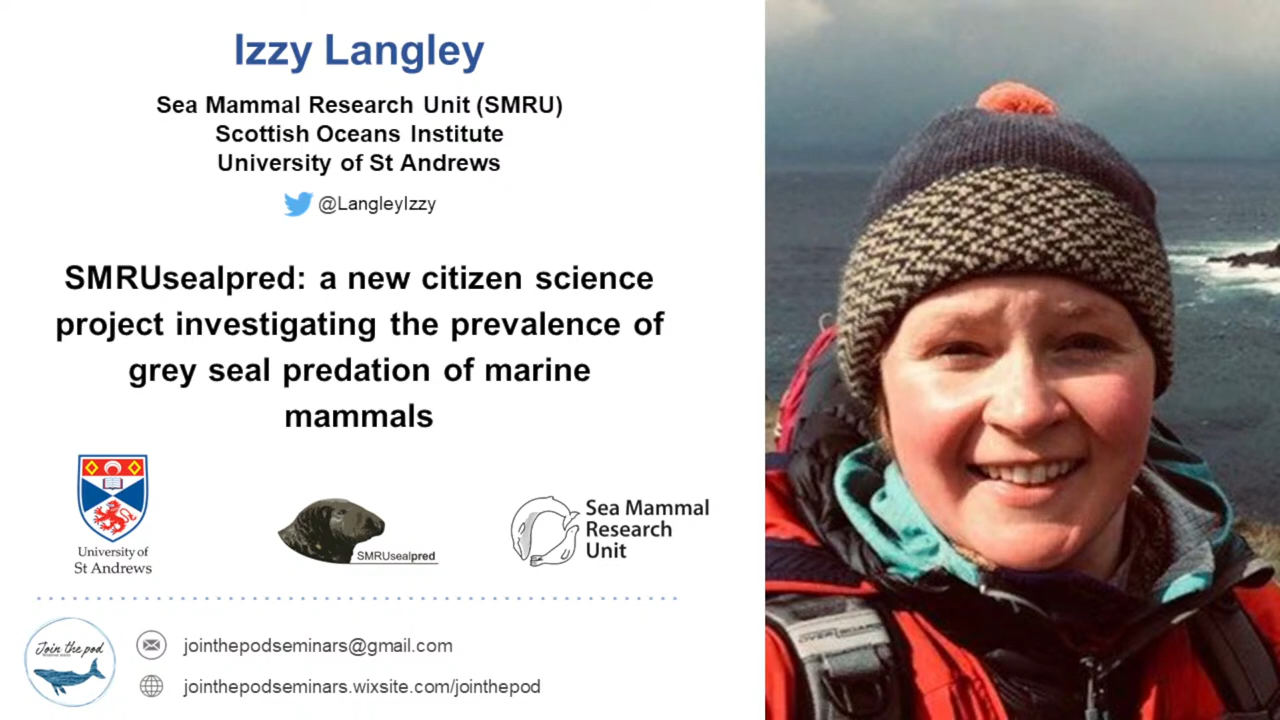 Izzy Langley
Sea Mammal Research Unit (SMRU)
Scottish Oceans Institute
University of St Andrews
@LangleyIzzy
SMRUsealpred: a new citizen science
project investigating the prevalence of
grey seal predation of marine
mammals
University of
St Andrews
SMRUsealpred
Sea Mammal
Research
Unit
Join the pod
jointhepodseminars@gmail.com
jointhepodseminars.wixsite.com/jointhepod